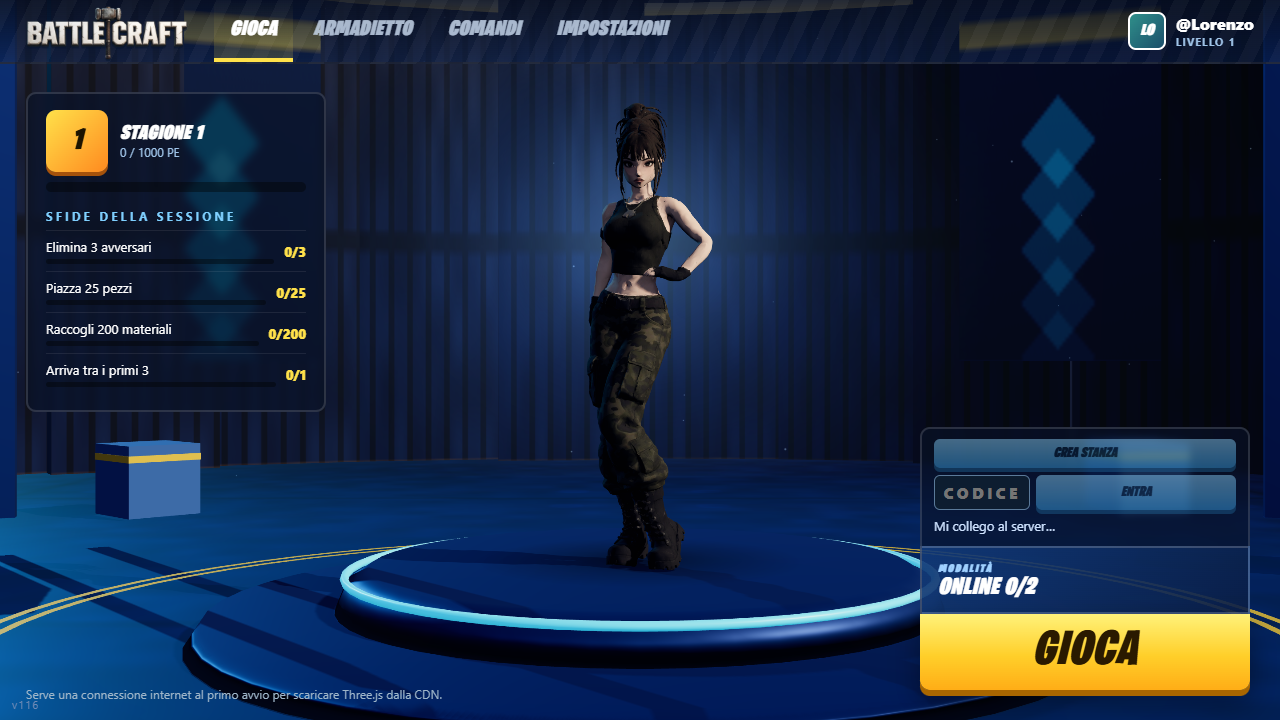 BATTLE CRAFT
GIOCA
ARMADIETTO
COMANDI
IMPOSTAZIONI
LO
@Lorenzo
LIVELLO 1
1
STAGIONE 1
0 / 1000 PE
SFIDE DELLA SESSIONE
Elimina 3 avversari
0/3
Piazza 25 pezzi
0/25
Raccogli 200 materiali
0/200
Arriva tra i primi 3
0/1
CREA STANZA
CODICE
ENTRA
Mi collego al server...
MODALITÀ
ONLINE 0/2
GIOCA
Serve una connessione internet al primo avvio per scaricare Three.js dalla CDN.
v116